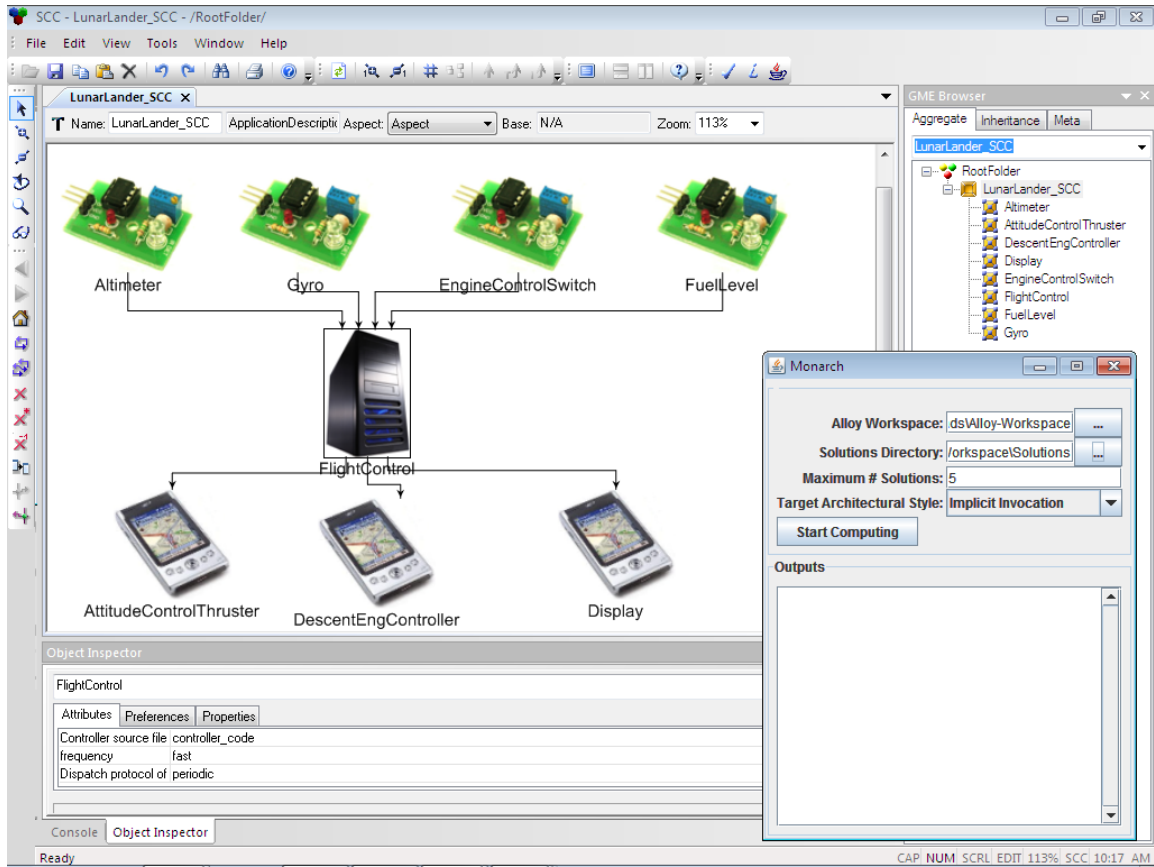 SCC - LunarLander_SCC - /RootFolder/
File Edit View Tools Window Help
LunarLander_SCC
Name: LunarLander_SCC ApplicationDescriptic Aspect: Aspect Base: N/A Zoom: 113%
Altimeter Gyro EngineControlSwitch FuelLevel
FlightControl
AttitudeControlThruster DescentEngController Display
GME Browser
Aggregate Inheritance Meta
LunarLander_SCC
RootFolder
LunarLander_SCC
Altimeter
AttitudeControlThruster
DescentEngController
Display
EngineControlSwitch
FlightControl
FuelLevel
Gyro
Monarch
Alloy Workspace: .ds\Alloy-Workspace ...
Solutions Directory: /orkspace\Solutions ...
Maximum # Solutions: 5
Target Architectural Style: Implicit Invocation
Start Computing
Outputs
Object Inspector
FlightControl
Attributes Preferences Properties
Controller source file controller_code
frequency fast
Dispatch protocol of periodic
Console Object Inspector
Ready CAP NUM SCRL EDIT 113% SCC 10:17 AM